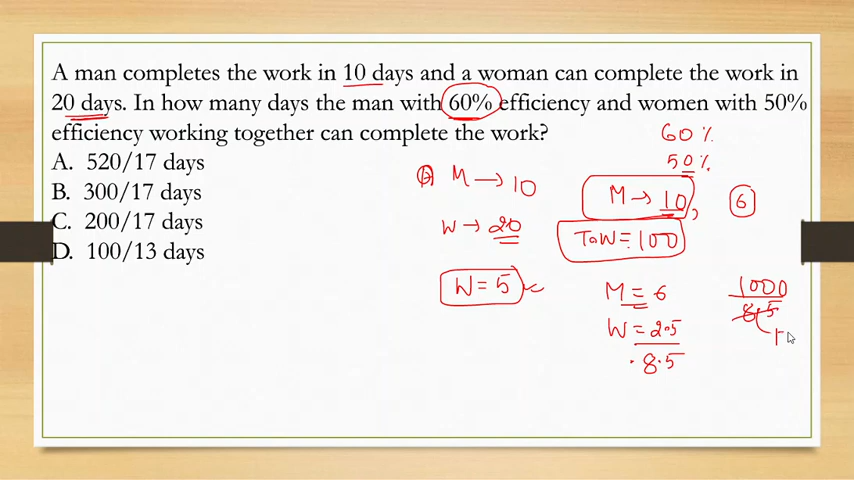 A man completes the work in 10 days and a woman can complete the work in
20 days. In how many days the man with 60% efficiency and women with 50%
efficiency working together can complete the work?
A. 520/17 days
B. 300/17 days
C. 200/17 days
D. 100/13 days
60%
50%
M → 10
W → 20
W = 5
M → 10,
6
ToW = 100
M = 6
W = 2.5
8.5
1000
85